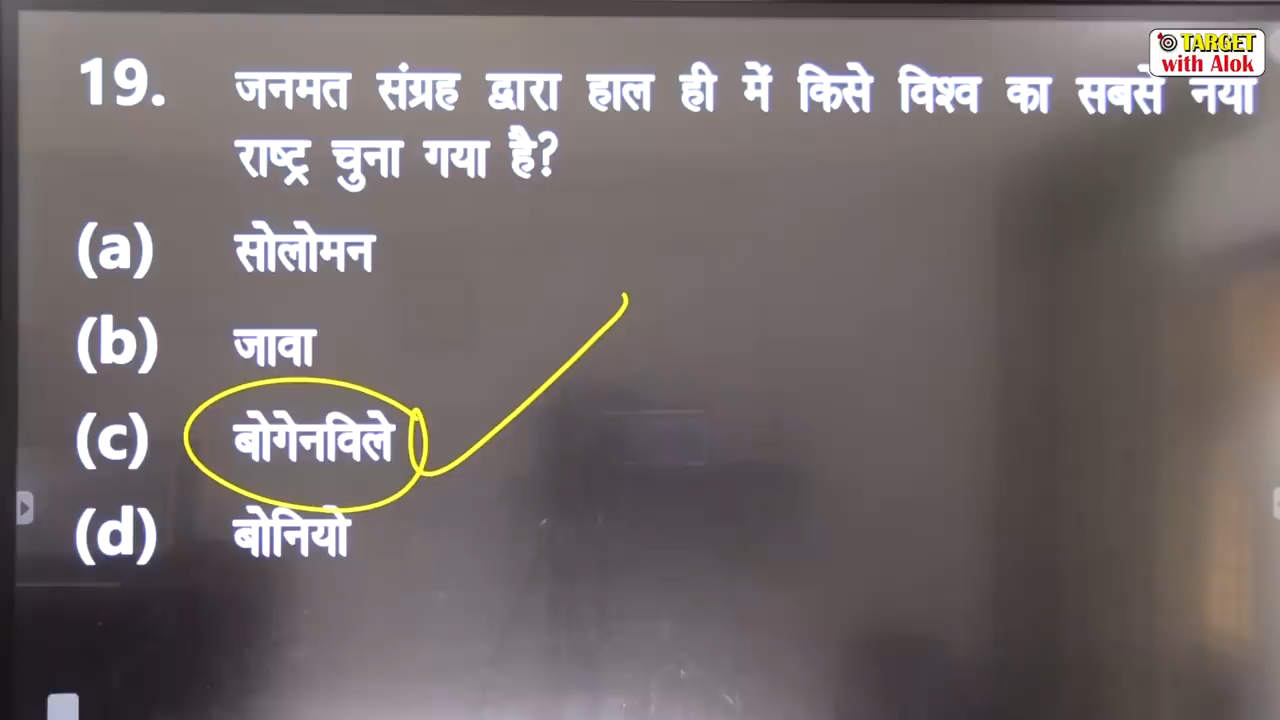 TARGET
with Alok
19. जनमत संग्रह द्वारा हाल ही में किसे विश्व का सबसे नया
राष्ट्र चुना गया है?
(a) सोलोमन
(b) जावा
(c) बोगेनविले
(d) बोनियो